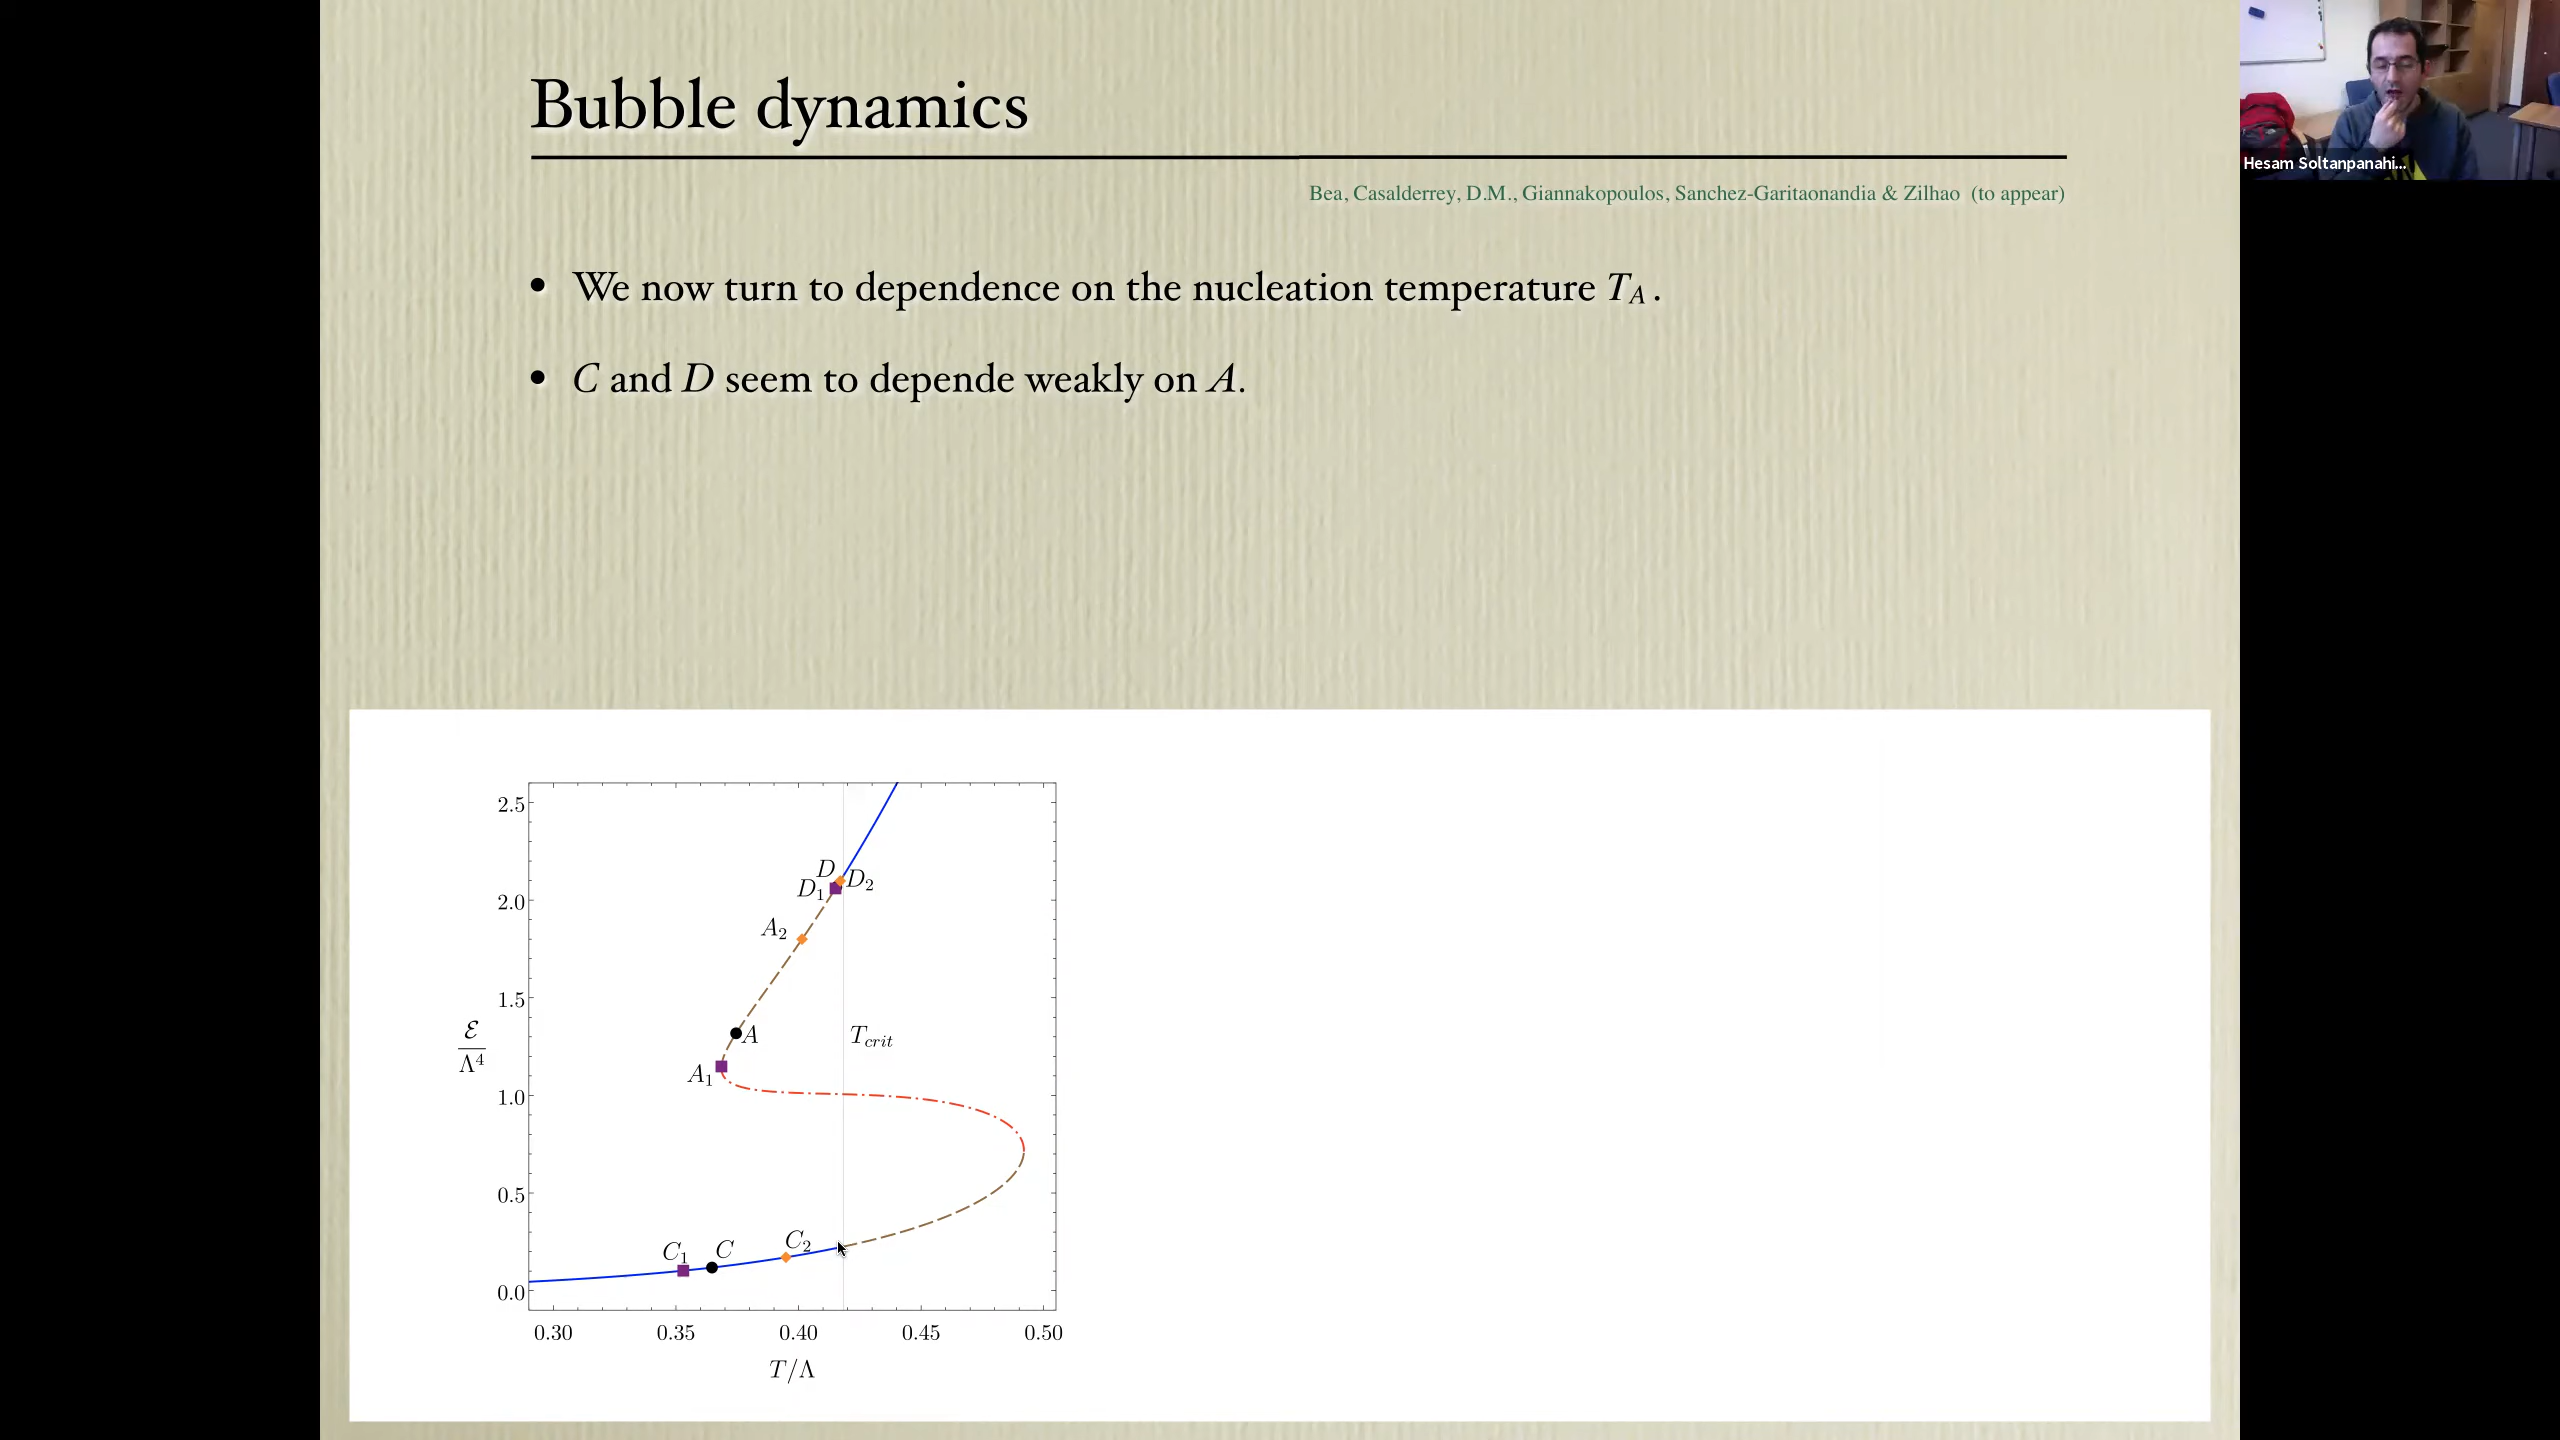 Bubble dynamics
Hesam Soltanpanahi...
Bea, Casalderrey, D.M., Giannakopoulos, Sanchez-Garitaonandia & Zilhao (to appear)
• We now turn to dependence on the nucleation temperature T_A .
• C and D seem to depende weakly on A.
2.5
D
D_1
D_2
2.0
A_2
1.5
A
T_crit
ℰ/Λ^4
A_1
1.0
0.5
C_1
C
C_2
0.0
0.30 0.35 0.40 0.45 0.50
T/Λ